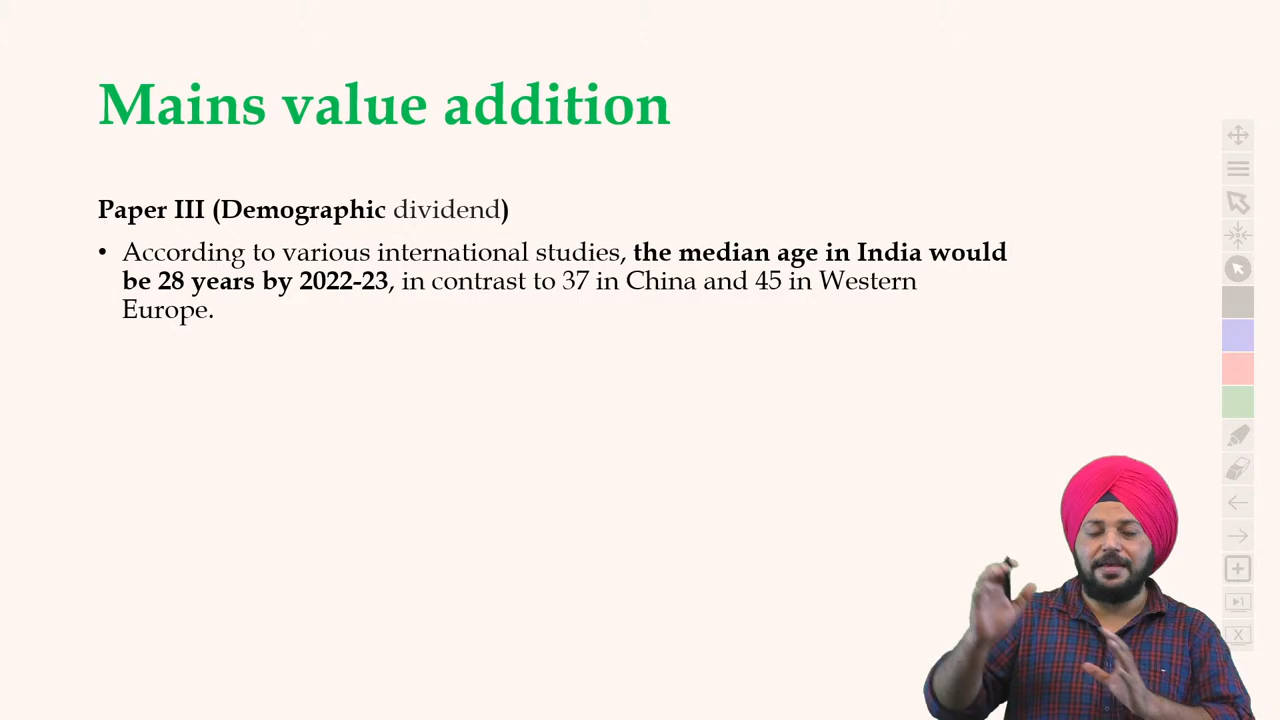 Mains value addition
Paper III (Demographic dividend)
• According to various international studies, the median age in India would
be 28 years by 2022-23, in contrast to 37 in China and 45 in Western
Europe.